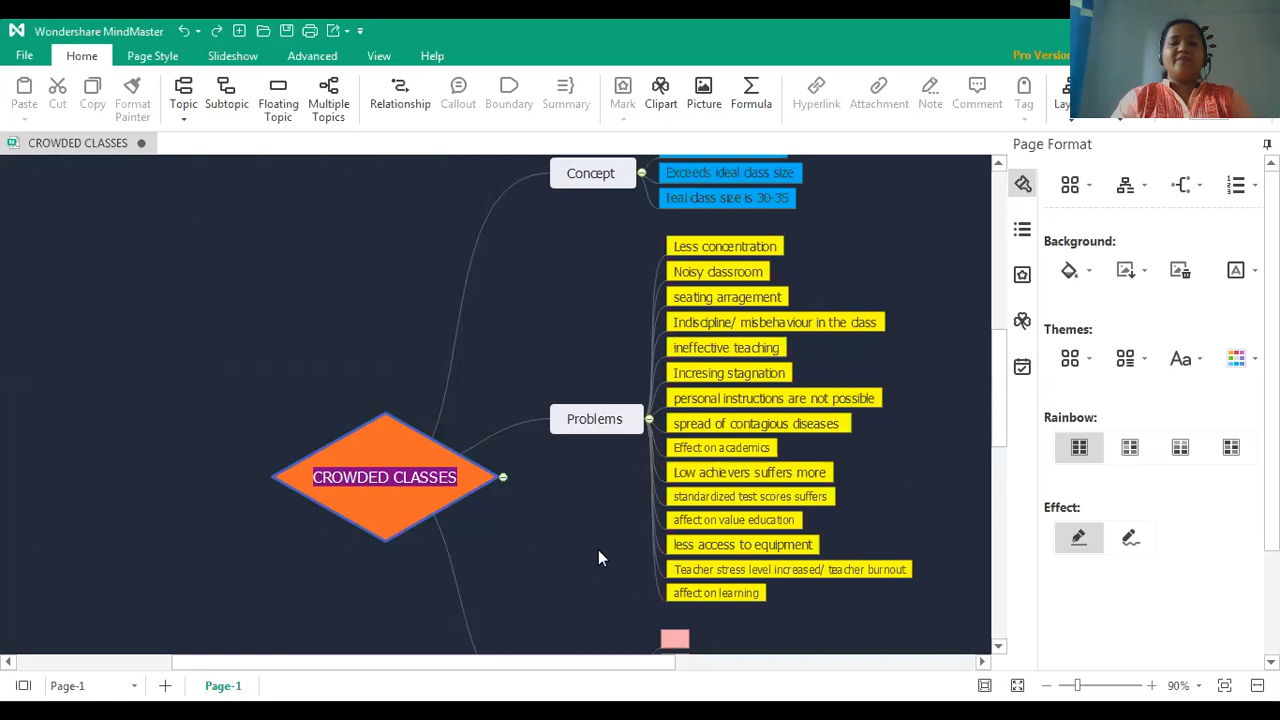 Wondershare MindMaster
File Home Page Style Slideshow Advanced View Help Pro Version
Paste Cut Copy Format Painter Topic Subtopic Floating Topic Multiple Topics Relationship Callout Boundary Summary Mark Clipart Picture Formula Hyperlink Attachment Note Comment Tag
CROWDED CLASSES
Page Format
Concept
Exceeds ideal class size
Ieal class size is 30-35
Background:
Less concentration
Noisy classroom
seating arragement
Indiscipline/ misbehaviour in the class
Themes:
ineffective teaching
Incresing stagnation
personal instructions are not possible
Problems
spread of contagious diseases
Rainbow:
Effect on academics
Low achievers suffers more
CROWDED CLASSES
standardized test scores suffers
affect on value education
Effect:
less access to equipment
Teacher stress level increased/ teacher burnout
affect on learning
Page-1
Page-1
90%